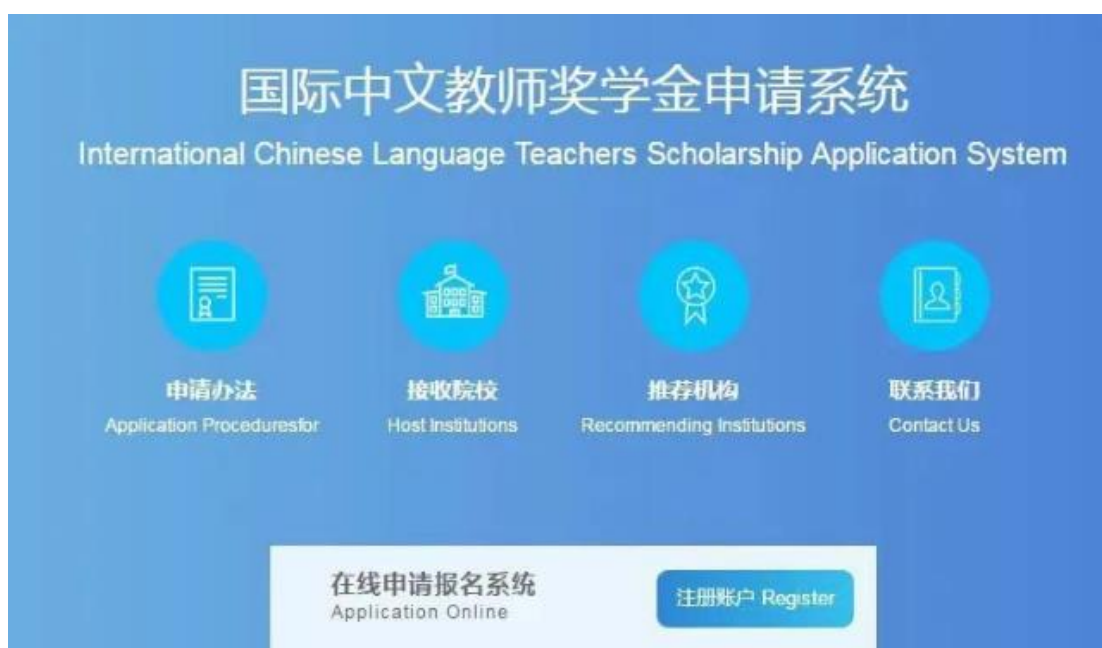 国际中文教师奖学金申请系统
International Chinese Language Teachers Scholarship Application System
申请办法
Application Proceduresfor
接收院校
Host Institutions
推荐机构
Recommending Institutions
联系我们
Contact Us
在线申请报名系统
Application Online
注册账户 Register